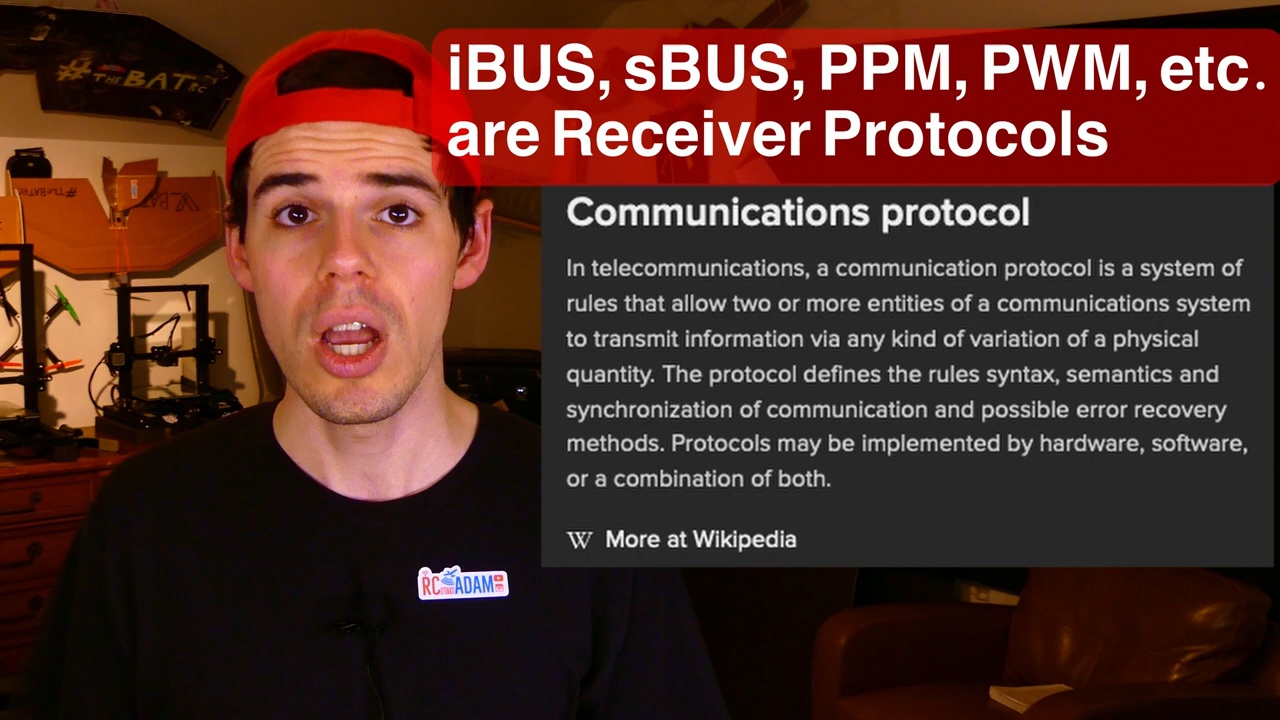 iBUS, sBUS, PPM, PWM, etc.
are Receiver Protocols
#THEBATRC
Communications protocol
In telecommunications, a communication protocol is a system of
rules that allow two or more entities of a communications system
to transmit information via any kind of variation of a physical
quantity. The protocol defines the rules syntax, semantics and
synchronization of communication and possible error recovery
methods. Protocols may be implemented by hardware, software,
or a combination of both.
W More at Wikipedia
RC ADAM